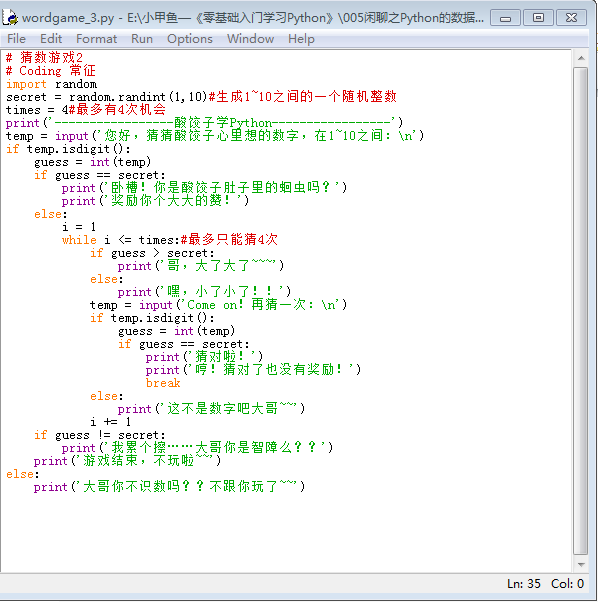 wordgame_3.py - E:\小甲鱼—《零基础入门学习Python》\005闲聊之Python的数据...
File Edit Format Run Options Window Help
# 猜数游戏2
# Coding 常征
import random
secret = random.randint(1,10)#生成1~10之间的一个随机整数
times = 4#最多有4次机会
print('-----------------酸饺子学Python-----------------')
temp = input('您好，猜猜酸饺子心里想的数字，在1~10之间：\n')
if temp.isdigit():
    guess = int(temp)
    if guess == secret:
        print('卧槽！你是酸饺子肚子里的蛔虫吗？')
        print('奖励你个大大的赞！')
    else:
        i = 1
        while i <= times:#最多只能猜4次
            if guess > secret:
                print('哥，大了大了~~~')
            else:
                print('嘿，小了小了！！')
            temp = input('Come on！再猜一次：\n')
            if temp.isdigit():
                guess = int(temp)
                if guess == secret:
                    print('猜对啦！')
                    print('哼！猜对了也没有奖励！')
                    break
            else:
                print('这不是数字吧大哥~~')
            i += 1
    if guess != secret:
        print('我累个擦……大哥你是智障么？？')
    print('游戏结束，不玩啦~~')
else:
    print('大哥你不识数吗？？不跟你玩了~~')
Ln: 35 Col: 0